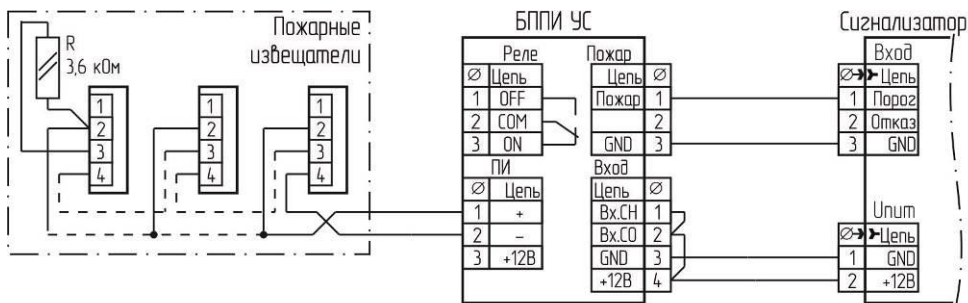 Пожарные
извещатели
R
3,6 кОм
1
2
3
4
1
2
3
4
1
2
3
4
БППИ УС
Реле
∅ Цепь
1 OFF
2 COM
3 ON
ПИ
∅ Цепь
1 +
2 –
3 +12В
Пожар
Цепь ∅
Пожар 1
2
GND 3
Вход
Цепь ∅
Вх.СН 1
Вх.СО 2
GND 3
+12В 4
Сигнализатор
Вход
∅ Цепь
1 Порог
2 Отказ
3 GND
Uпит
∅ Цепь
1 GND
2 +12В